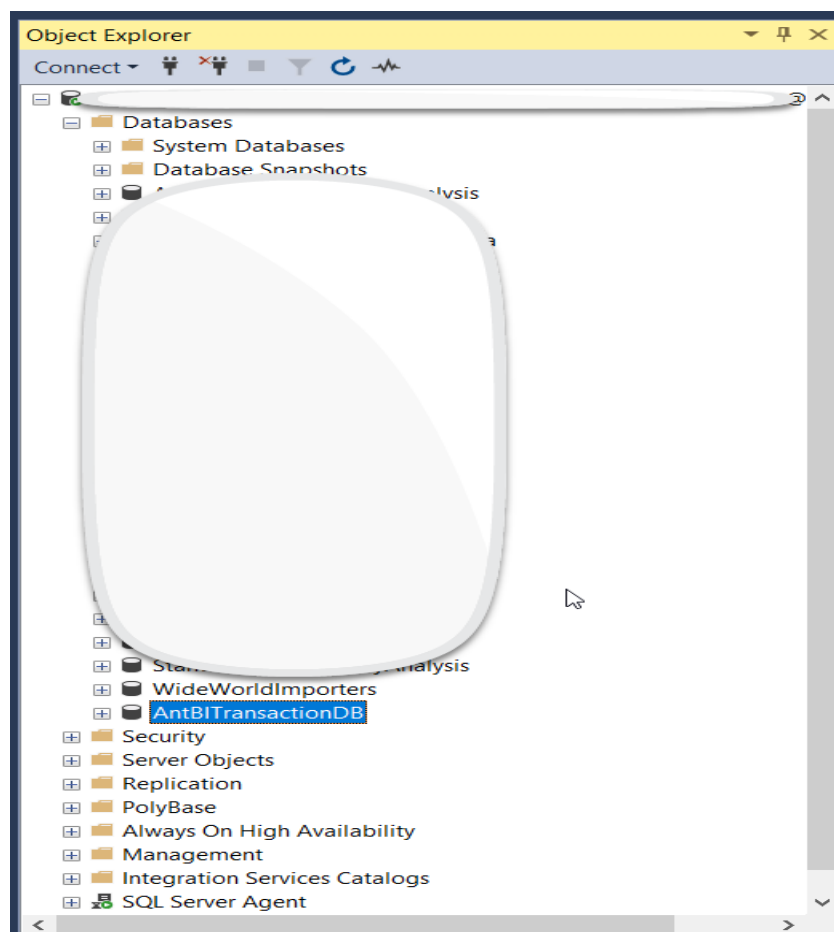 Object Explorer
Connect
Databases
System Databases
Database Snapshots
WideWorldImporters
AntBITransactionDB
Security
Server Objects
Replication
PolyBase
Always On High Availability
Management
Integration Services Catalogs
SQL Server Agent